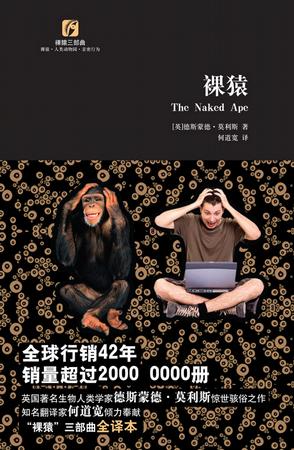 裸猿三部曲
裸猿·人类动物园·亲密行为
裸猿
The Naked Ape
[英]德斯蒙德·莫利斯 著
何道宽 译
全球行销42年
销量超过2000 0000册
英国著名生物人类学家德斯蒙德·莫利斯惊世骇俗之作
知名翻译家何道宽倾力奉献
“裸猿”三部曲全译本